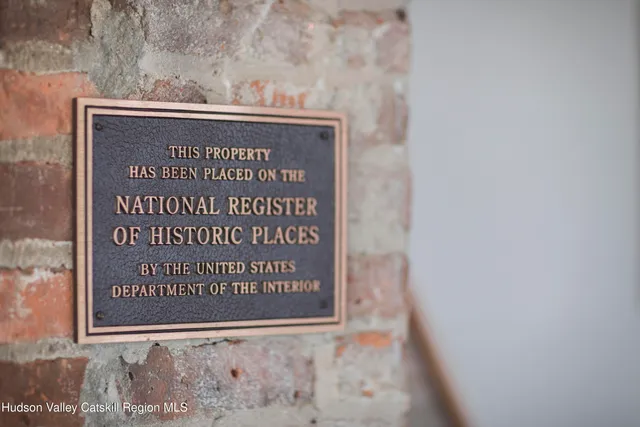 THIS PROPERTY
HAS BEEN PLACED ON THE
NATIONAL REGISTER
OF HISTORIC PLACES
BY THE UNITED STATES
DEPARTMENT OF THE INTERIOR
Hudson Valley Catskill Region MLS